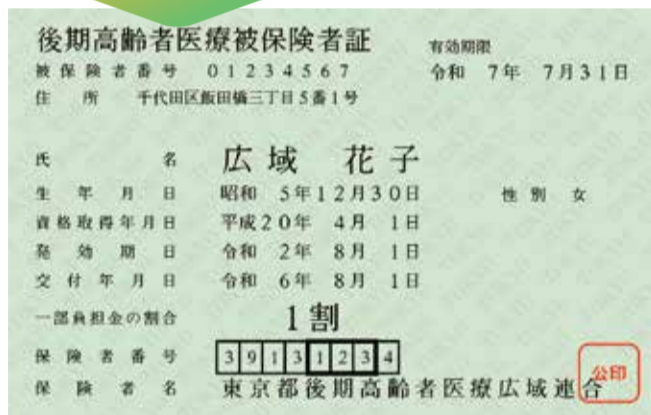 後期高齢者医療被保険者証
有効期限
被保険者番号 01234567
令和 7年 7月31日
住所 千代田区飯田橋三丁目5番1号
氏名 広域 花子
生年月日 昭和 5年12月30日 性別 女
資格取得年月日 平成20年 4月 1日
発効期日 令和 2年 8月 1日
交付年月日 令和 6年 8月 1日
一部負担金の割合 1割
保険者番号 39131234
保険者名 東京都後期高齢者医療広域連合
公印